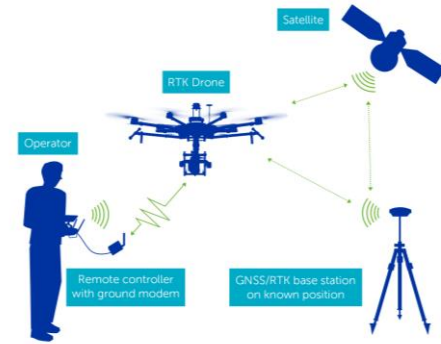 Satellite
RTK Drone
Operator
Remote controller
with ground modem
GNSS/RTK base station
on known position